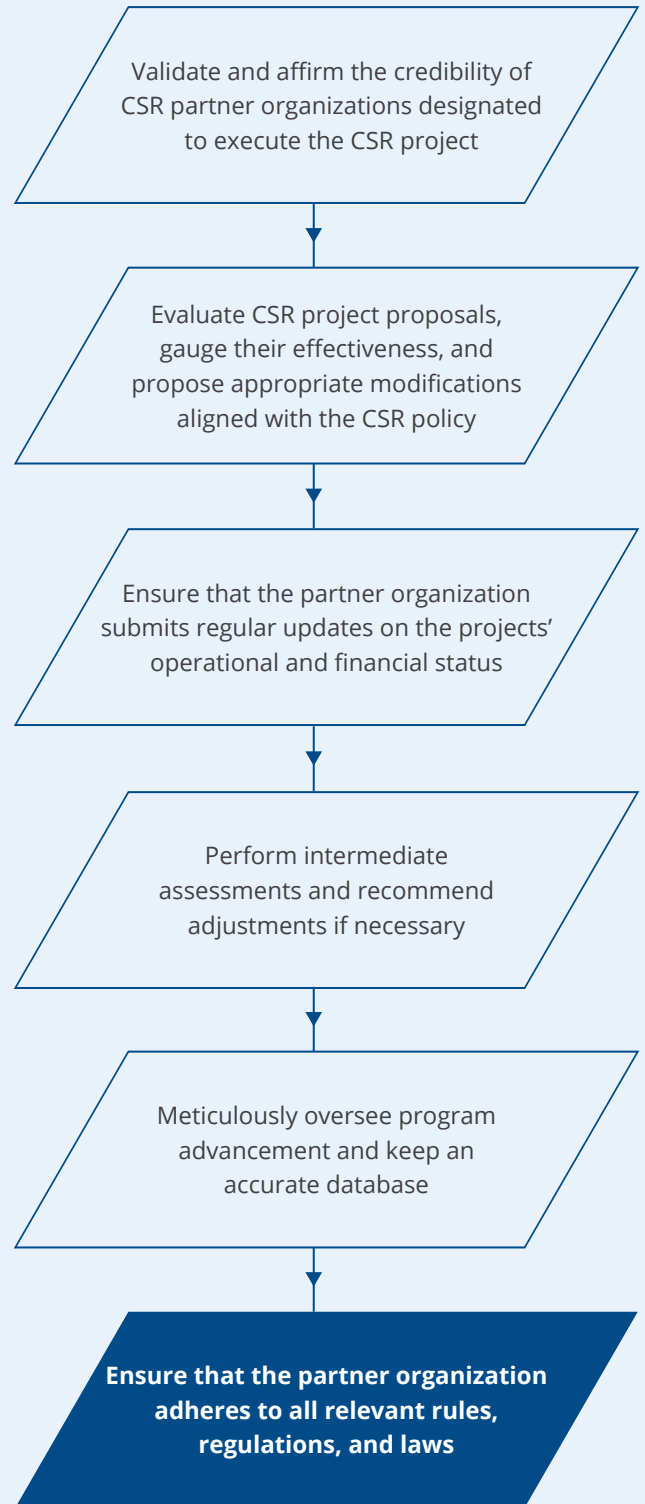 Validate and affirm the credibility of
CSR partner organizations designated
to execute the CSR project
Evaluate CSR project proposals,
gauge their effectiveness, and
propose appropriate modifications
aligned with the CSR policy
Ensure that the partner organization
submits regular updates on the projects’
operational and financial status
Perform intermediate
assessments and recommend
adjustments if necessary
Meticulously oversee program
advancement and keep an
accurate database
Ensure that the partner organization
adheres to all relevant rules,
regulations, and laws